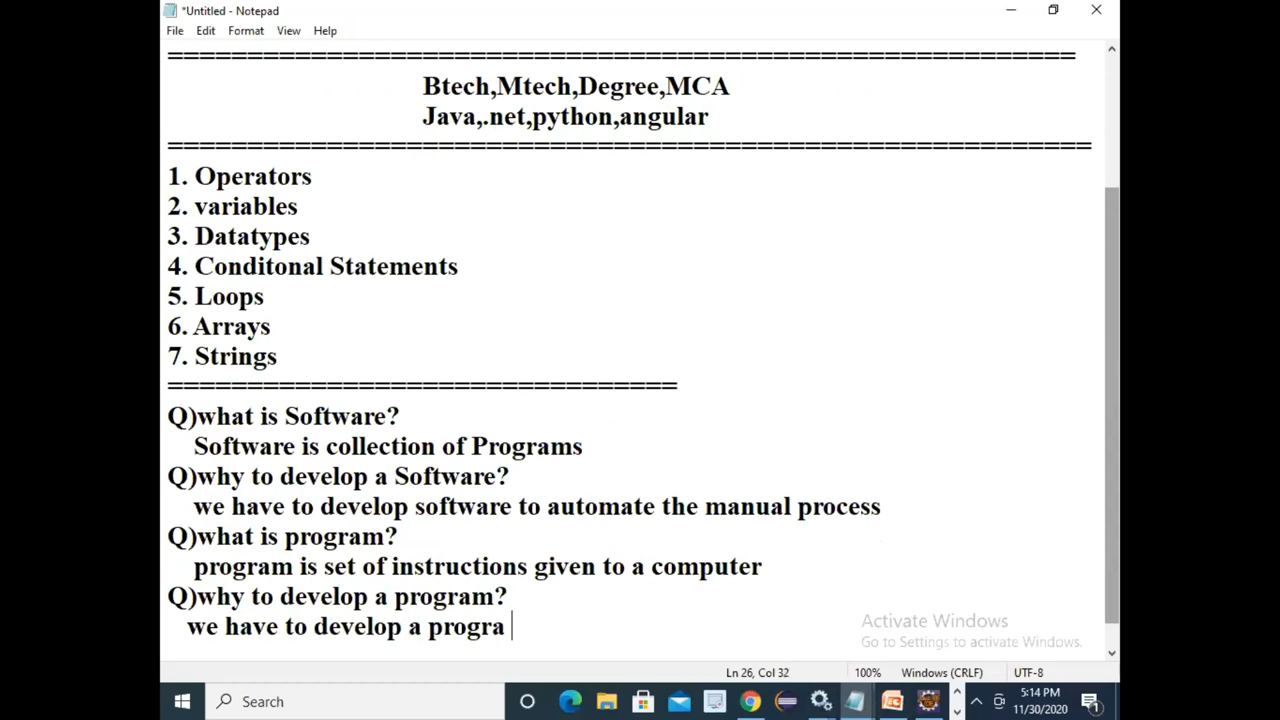 *Untitled - Notepad
File Edit Format View Help
==================================================================
Btech,Mtech,Degree,MCA
Java,.net,python,angular
===================================================================
1. Operators
2. variables
3. Datatypes
4. Conditonal Statements
5. Loops
6. Arrays
7. Strings
=====================================
Q)what is Software?
Software is collection of Programs
Q)why to develop a Software?
we have to develop software to automate the manual process
Q)what is program?
program is set of instructions given to a computer
Q)why to develop a program?
we have to develop a progra
Activate Windows
Go to Settings to activate Windows.
Ln 26, Col 32 100% Windows (CRLF) UTF-8
Search
5:14 PM
11/30/2020
1